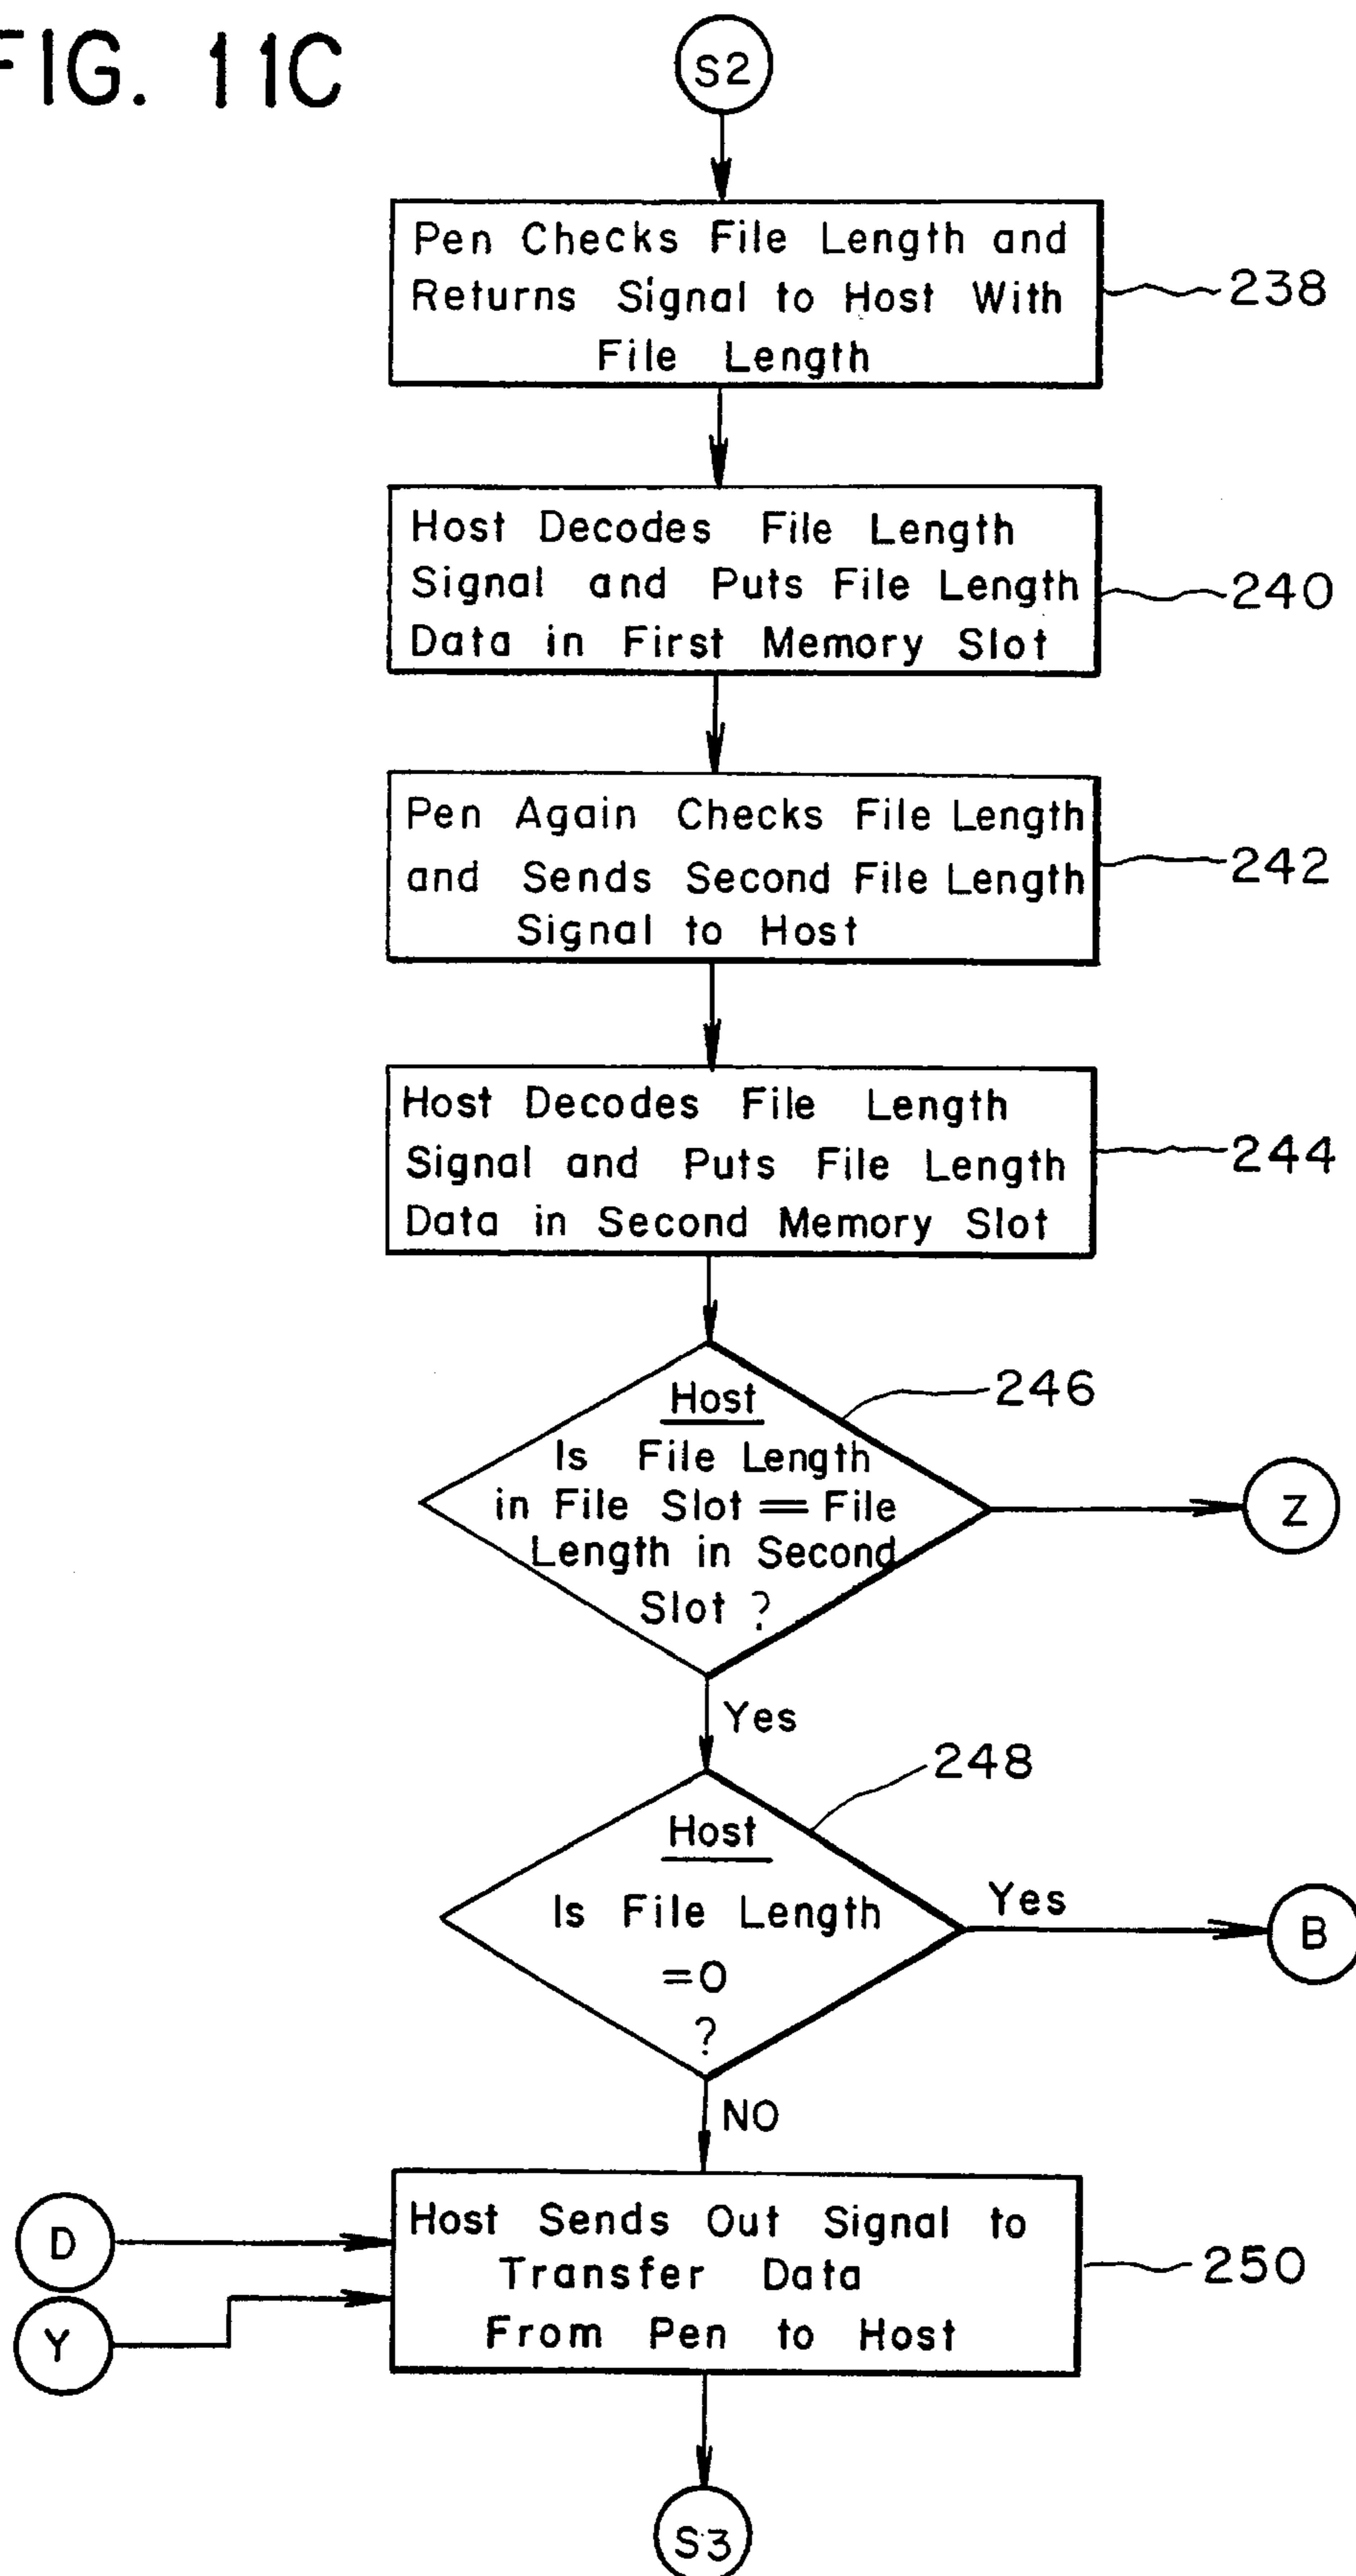 FIG. 11C
S2
Pen Checks File Length and
Returns Signal to Host With
File Length
238
Host Decodes File Length
Signal and Puts File Length
Data in First Memory Slot
240
Pen Again Checks File Length
and Sends Second File Length
Signal to Host
242
Host Decodes File Length
Signal and Puts File Length
Data in Second Memory Slot
244
Host
Is File Length
in File Slot = File
Length in Second
Slot ?
246
Z
Yes
Host
Is File Length
=0
?
248
Yes
B
NO
D
Y
Host Sends Out Signal to
Transfer Data
From Pen to Host
250
S3